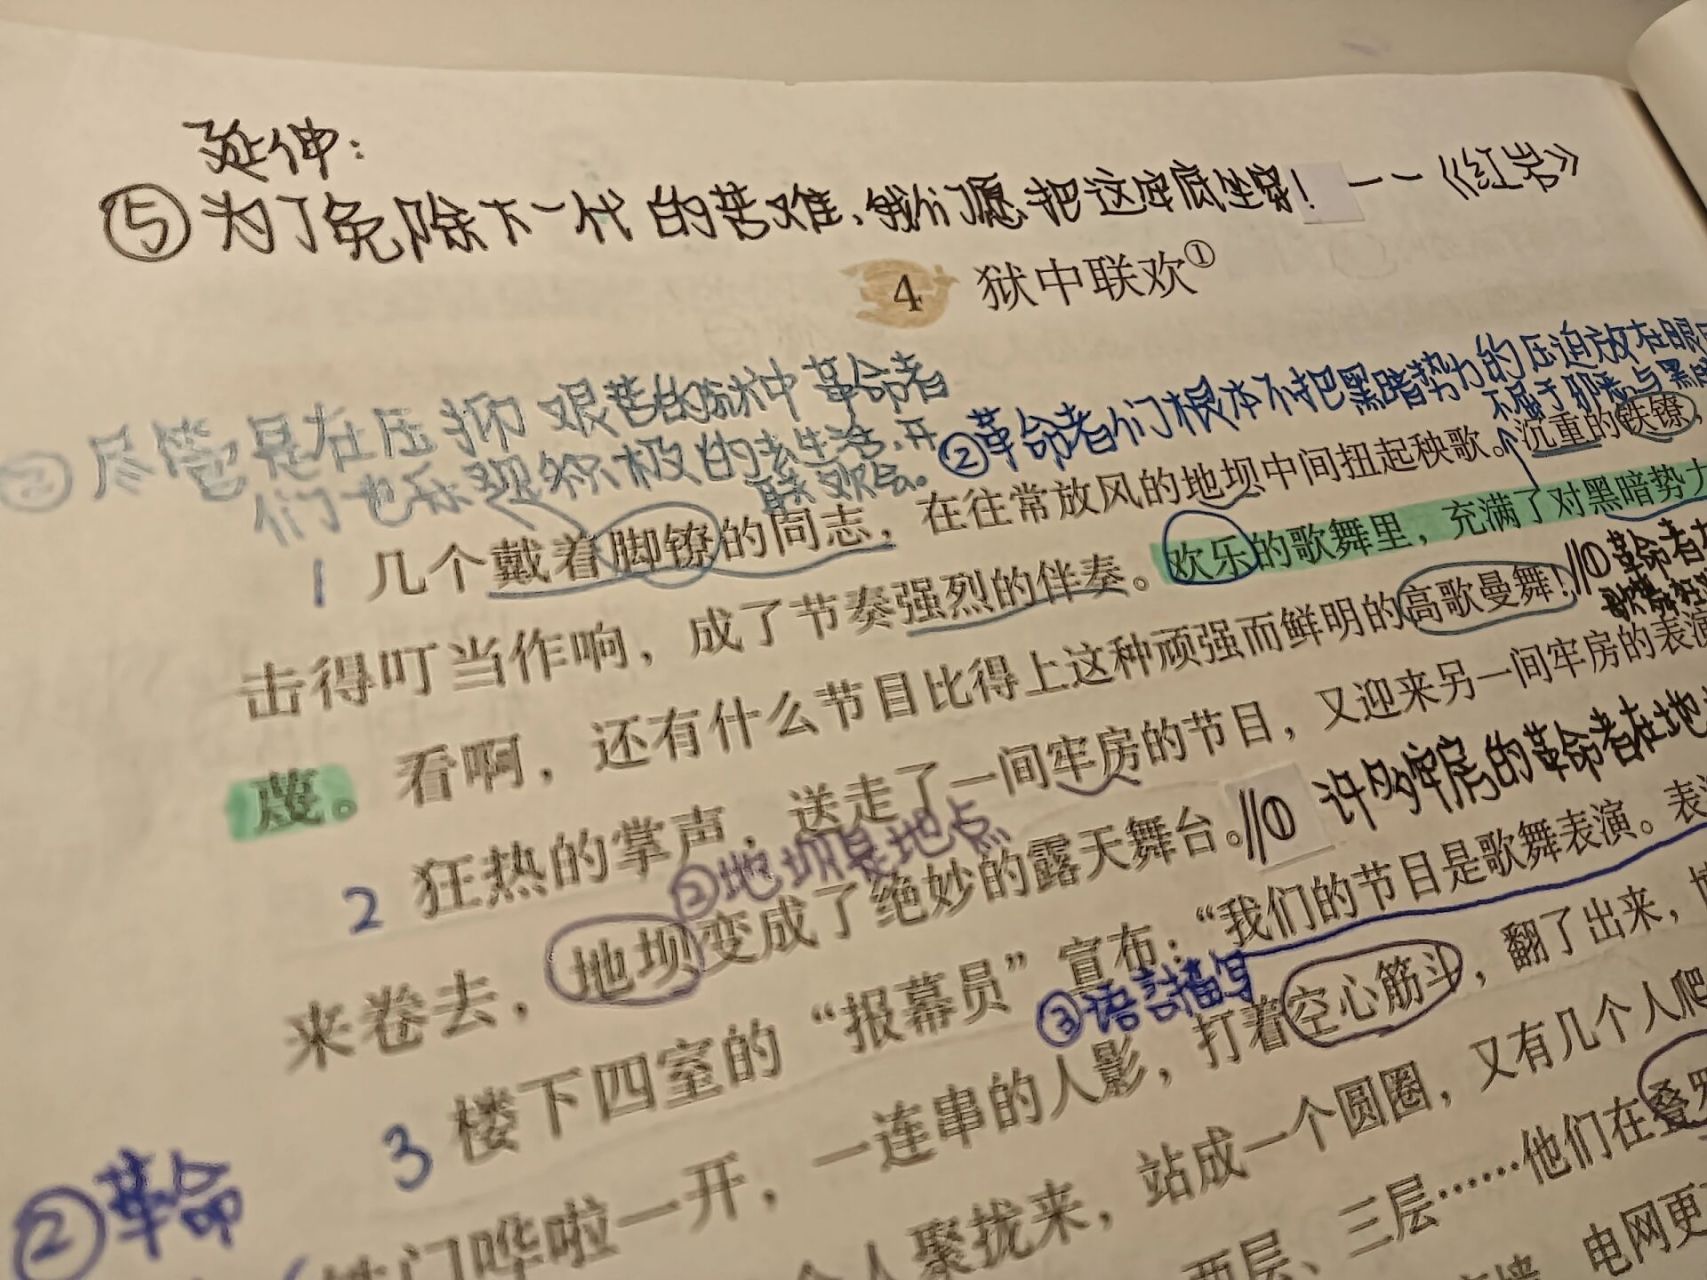 延伸：
⑤为了免除下一代的苦难，我们愿把这牢底坐穿！——《红岩》
4 狱中联欢①
②尽管是在压抑艰苦的狱中革命者
们也乐观积极的去生活，开
联欢会。
②革命者们根本不把黑暗势力的压迫放在眼
1 几个戴着脚镣的同志，在往常放风的地坝中间扭起秧歌。沉重的铁镣，
击得叮当作响，成了节奏强烈的伴奏。欢乐的歌舞里，充满了对黑暗势力
蔑。看啊，还有什么节目比得上这种顽强而鲜明的高歌曼舞！//①革命者
2 狂热的掌声，送走了一间牢房的节目，又迎来另一间牢房的表演
②地坝是地点
来卷去，地坝变成了绝妙的露天舞台。//① 许多牢房的革命者在地
3 楼下四室的“报幕员”宣布：“我们的节目是歌舞表演。表
③语言描写
②革命
铁门哗啦一开，一连串的人影，打着空心筋斗，翻了出来，
个人聚拢来，站成一个圆圈，又有几个人爬
两层、三层……他们在叠罗
电网更